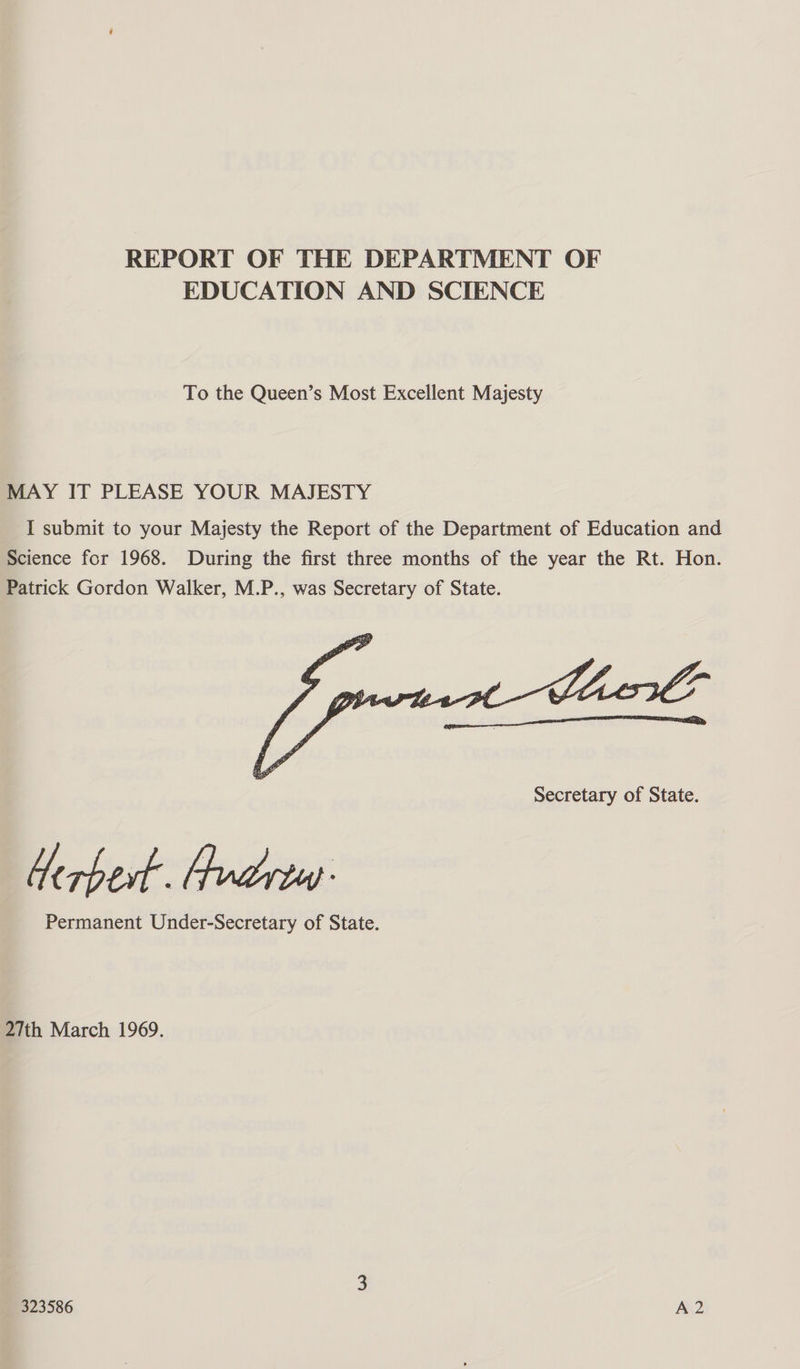 REPORT OF THE DEPARTMENT OF
EDUCATION AND SCIENCE
To the Queen’s Most Excellent Majesty
MAY IT PLEASE YOUR MAJESTY
I submit to your Majesty the Report of the Department of Education and
Science for 1968. During the first three months of the year the Rt. Hon.
Patrick Gordon Walker, M.P., was Secretary of State.
Edward Short
Secretary of State.
Herbert. Andrew.
Permanent Under-Secretary of State.
27th March 1969.
3
323586 A 2